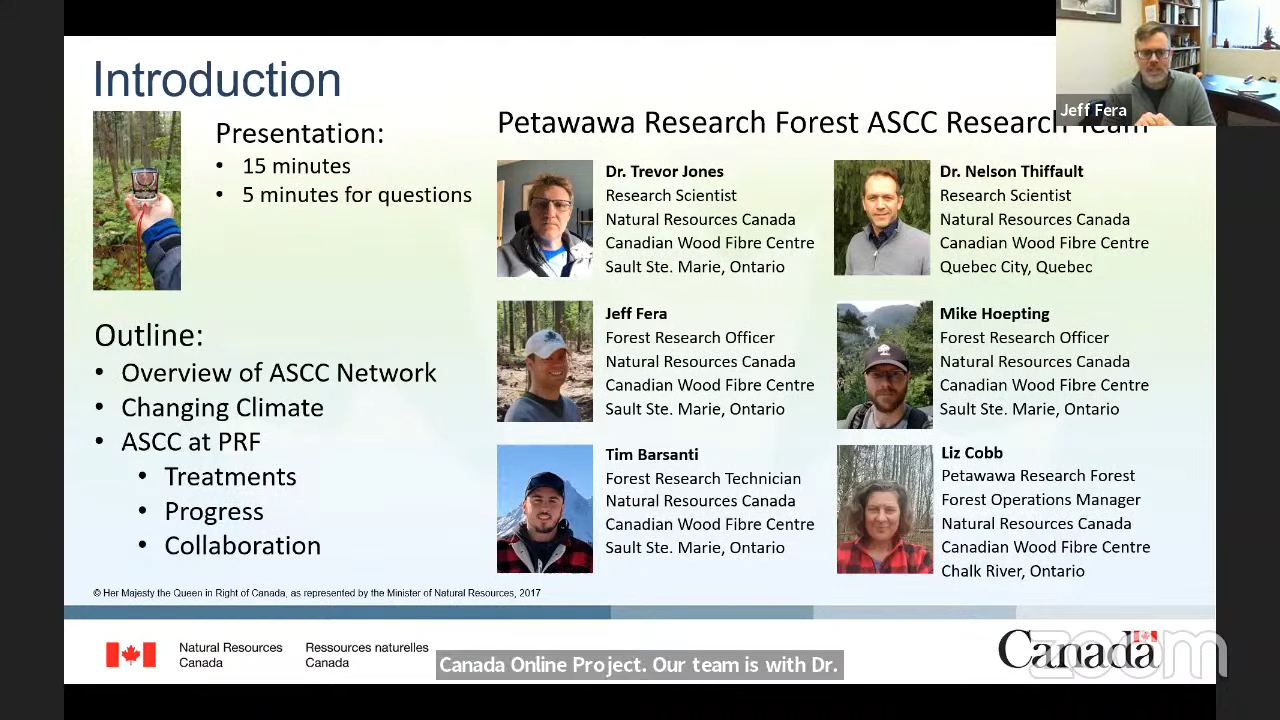 Introduction
Presentation:
• 15 minutes
• 5 minutes for questions
Outline:
• Overview of ASCC Network
• Changing Climate
• ASCC at PRF
• Treatments
• Progress
• Collaboration
Petawawa Research Forest ASCC Research Team
Dr. Trevor Jones
Research Scientist
Natural Resources Canada
Canadian Wood Fibre Centre
Sault Ste. Marie, Ontario
Dr. Nelson Thiffault
Research Scientist
Natural Resources Canada
Canadian Wood Fibre Centre
Quebec City, Quebec
Jeff Fera
Forest Research Officer
Natural Resources Canada
Canadian Wood Fibre Centre
Sault Ste. Marie, Ontario
Mike Hoepting
Forest Research Officer
Natural Resources Canada
Canadian Wood Fibre Centre
Sault Ste. Marie, Ontario
Tim Barsanti
Forest Research Technician
Natural Resources Canada
Canadian Wood Fibre Centre
Sault Ste. Marie, Ontario
Liz Cobb
Petawawa Research Forest
Forest Operations Manager
Natural Resources Canada
Canadian Wood Fibre Centre
Chalk River, Ontario
Jeff Fera
© Her Majesty the Queen in Right of Canada, as represented by the Minister of Natural Resources, 2017
Natural Resources
Canada
Ressources naturelles
Canada
Canada Online Project. Our team is with Dr.
Canada
zoom